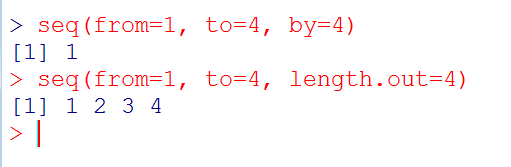 > seq(from=1, to=4, by=4)
[1] 1
> seq(from=1, to=4, length.out=4)
[1] 1 2 3 4
>